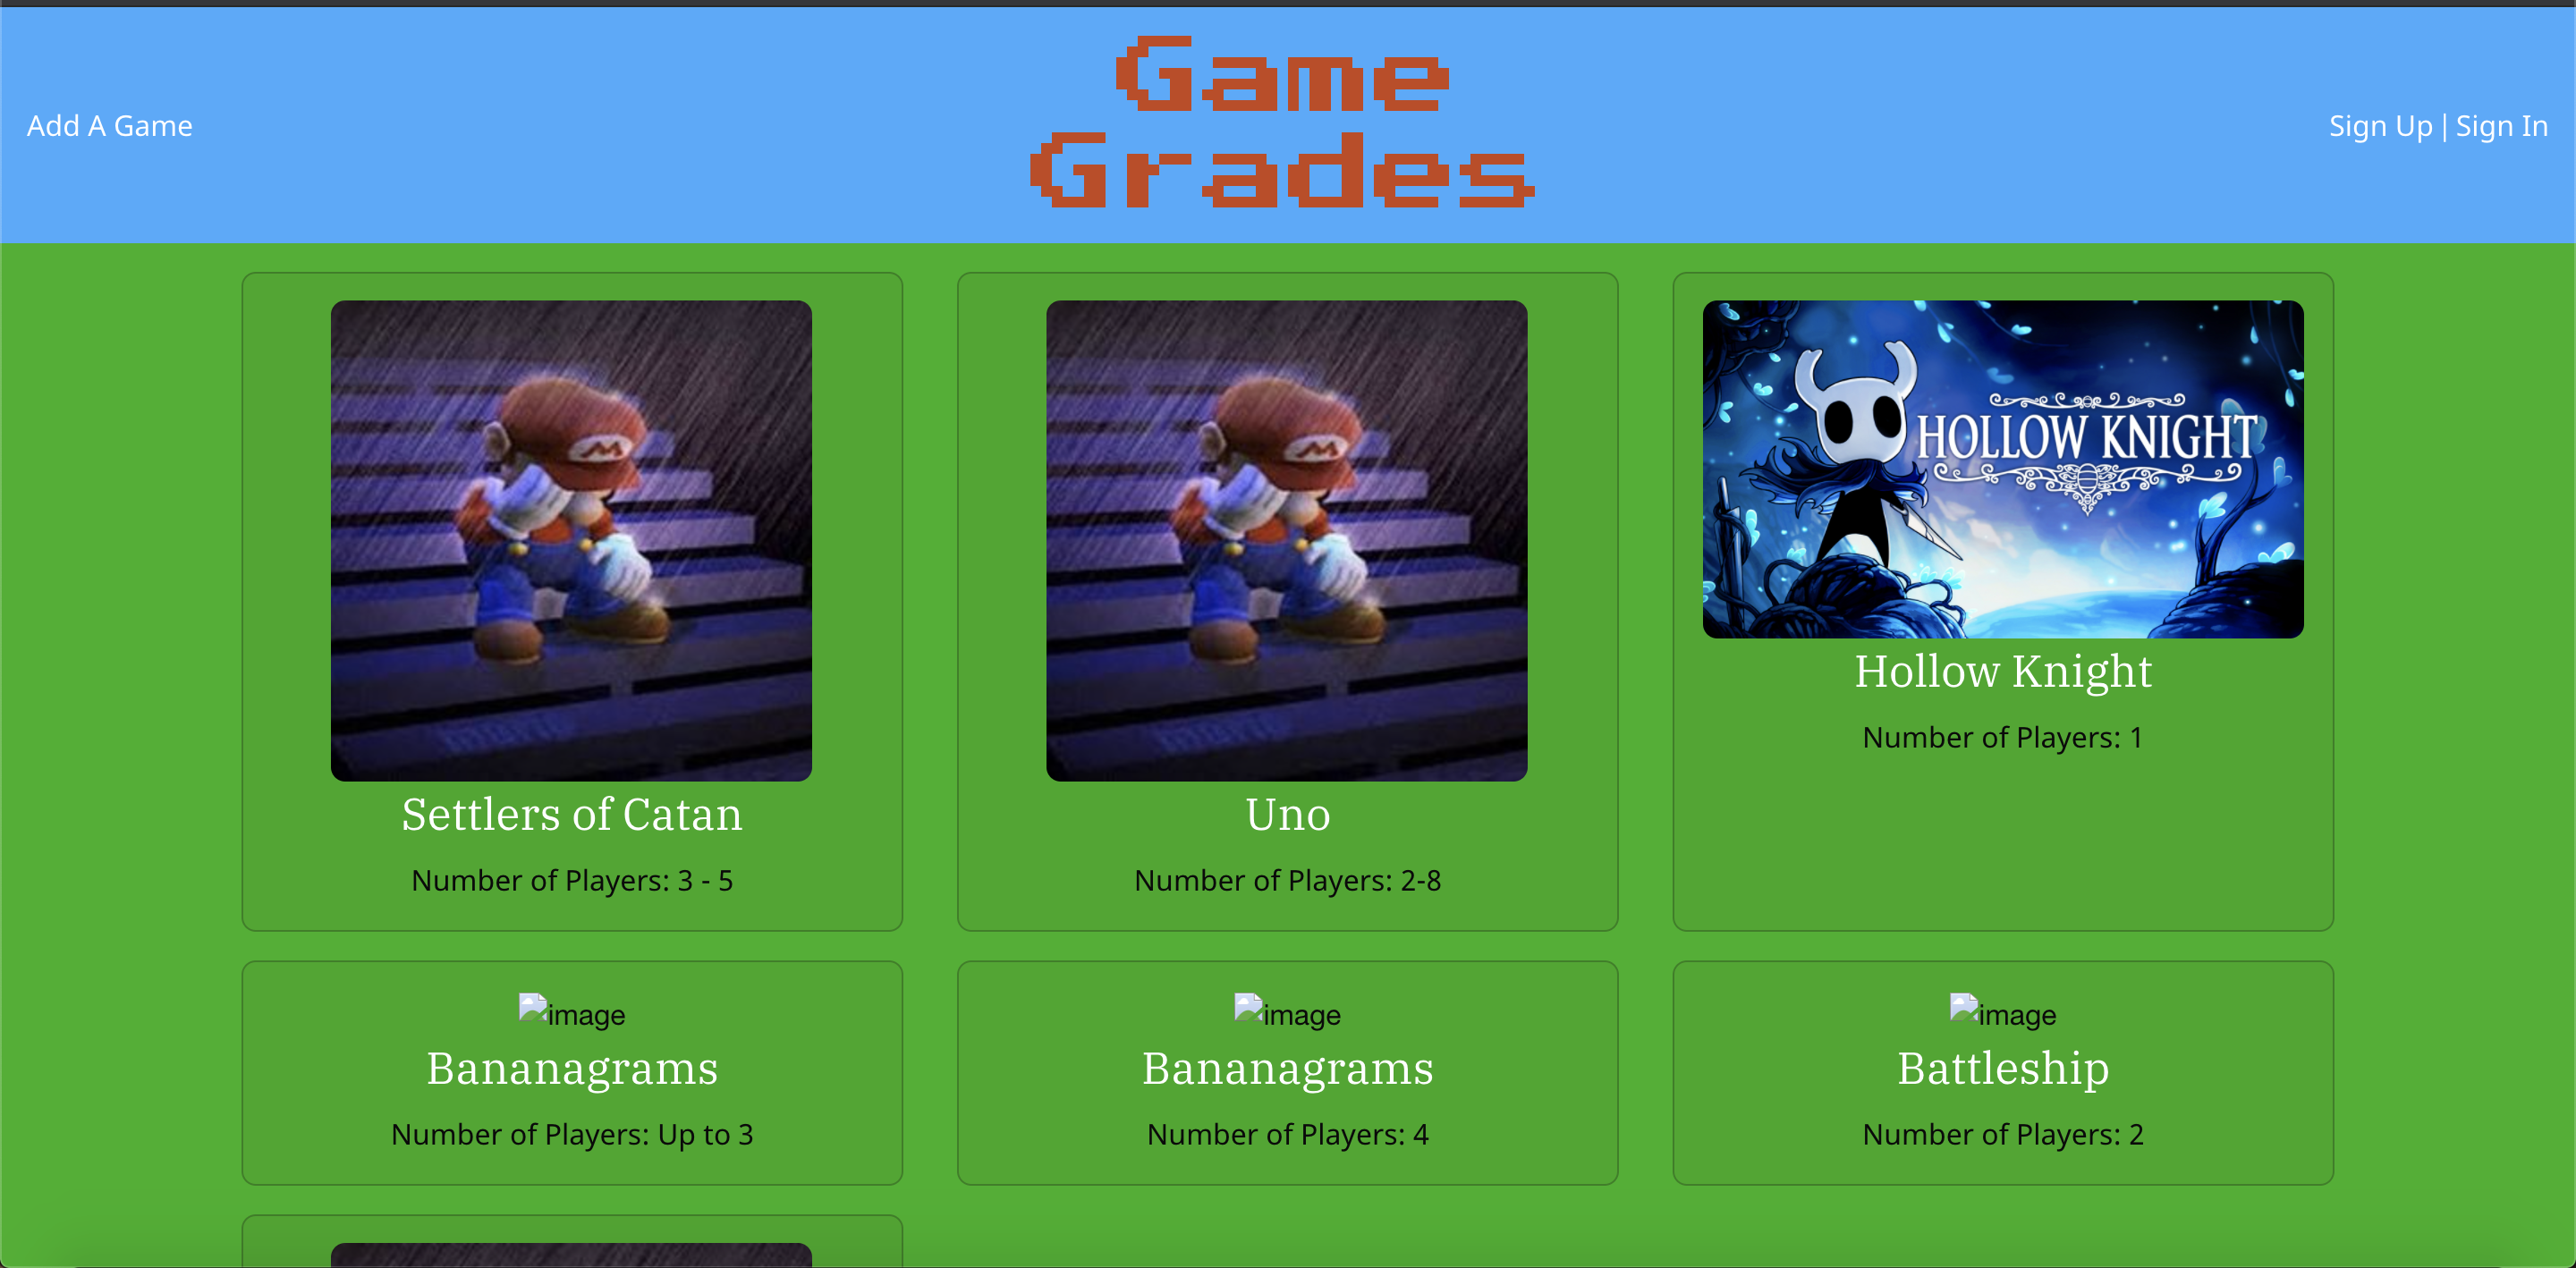 Game
Grades
Add A Game
Sign Up | Sign In
HOLLOW KNIGHT
Settlers of Catan
Number of Players: 3 - 5
Uno
Number of Players: 2-8
Hollow Knight
Number of Players: 1
image
Bananagrams
Number of Players: Up to 3
image
Bananagrams
Number of Players: 4
image
Battleship
Number of Players: 2